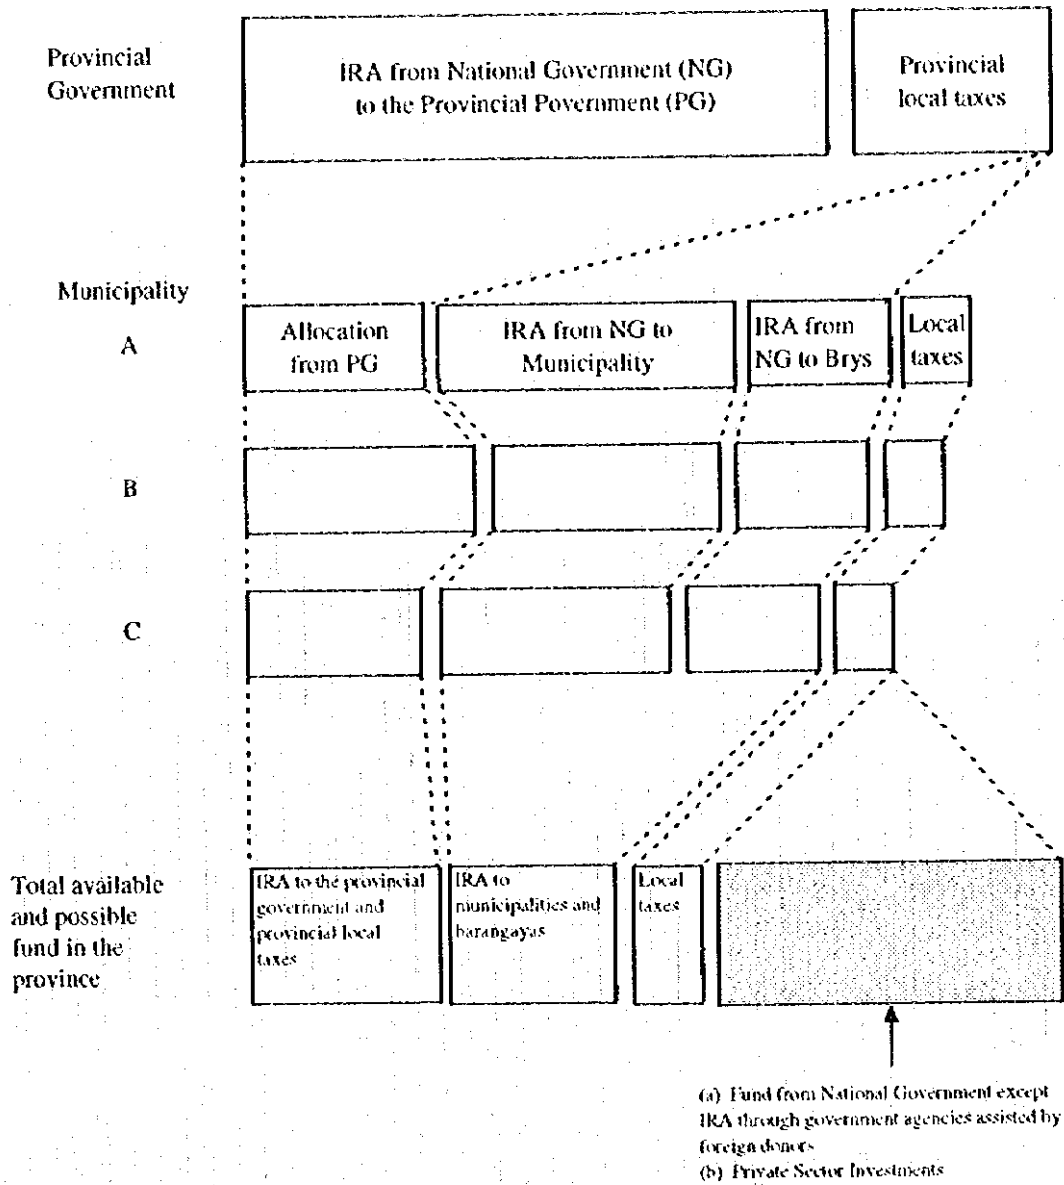 Provincial
Government
IRA from National Government (NG)
to the Provincial Povernment (PG)
Provincial
local taxes
Municipality
A
Allocation
from PG
IRA from NG to
Municipality
IRA from
NG to Brys
Local
taxes
B
C
Total available
and possible
fund in the
province
IRA to the provincial
government and
provincial local
taxes
IRA to
municipalities and
barangayas
Local
taxes
(a) Fund from National Government except
IRA through government agencies assisted by
foreign donors
(b) Private Sector Investments